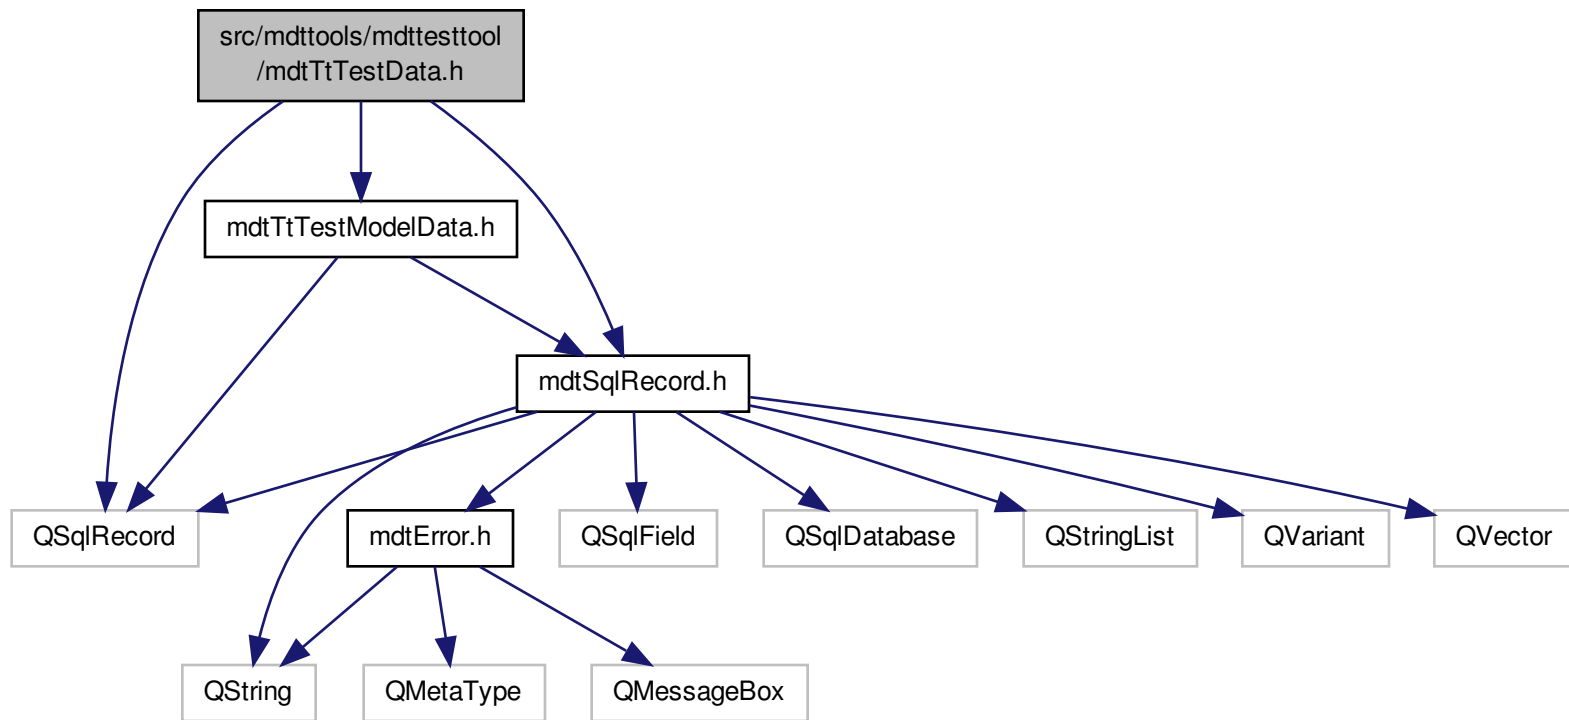 src/mdttools/mdttesttool
/mdtTtTestData.h
mdtTtTestModelData.h
mdtSqlRecord.h
QSqlRecord
mdtError.h
QSqlField
QSqlDatabase
QStringList
QVariant
QVector
QString
QMetaType
QMessageBox